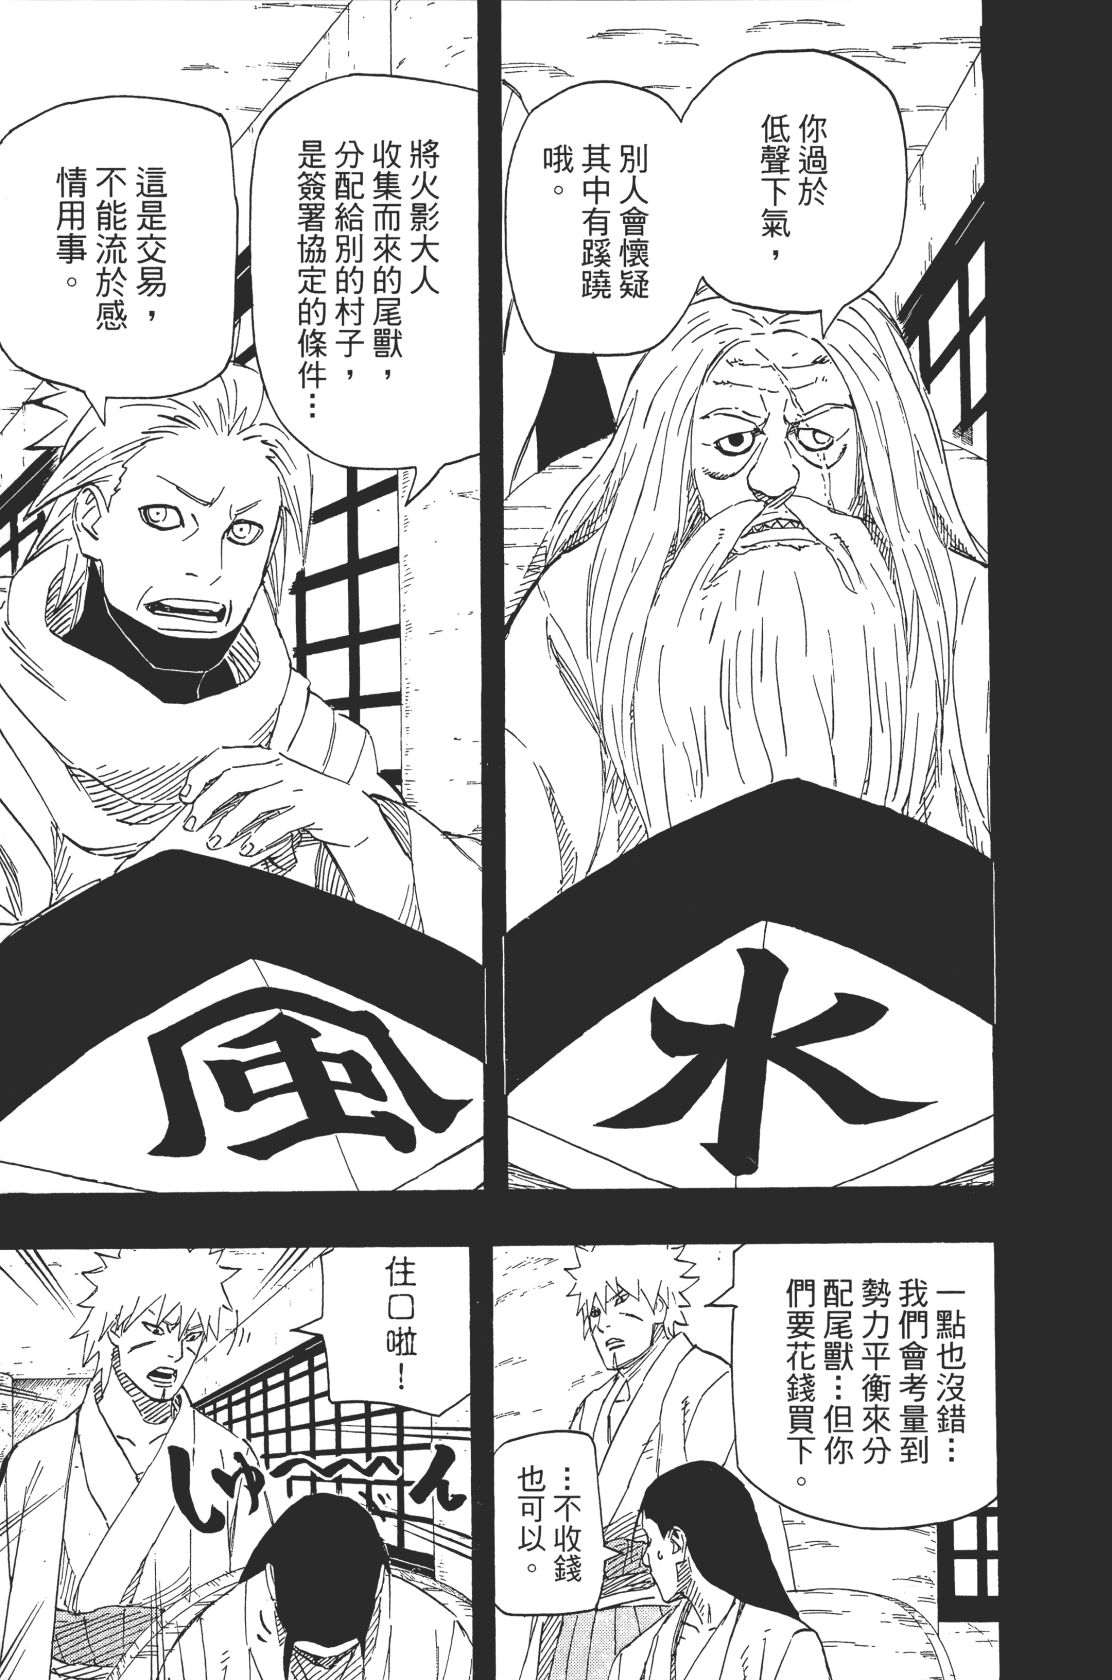 你過於
低聲下氣，
別人會懷疑
其中有蹊蹺
哦。
水
將火影大人
收集而來的尾獸，
分配給別的村子，
是簽署協定的條件…
這是交易，
不能流於感
情用事。
風
一點也沒錯…
我們會考量到
勢力平衡來分
配尾獸…但你
們要花錢買下。
…不收錢
也可以。
住口啦！
しゅ〜〜〜ん